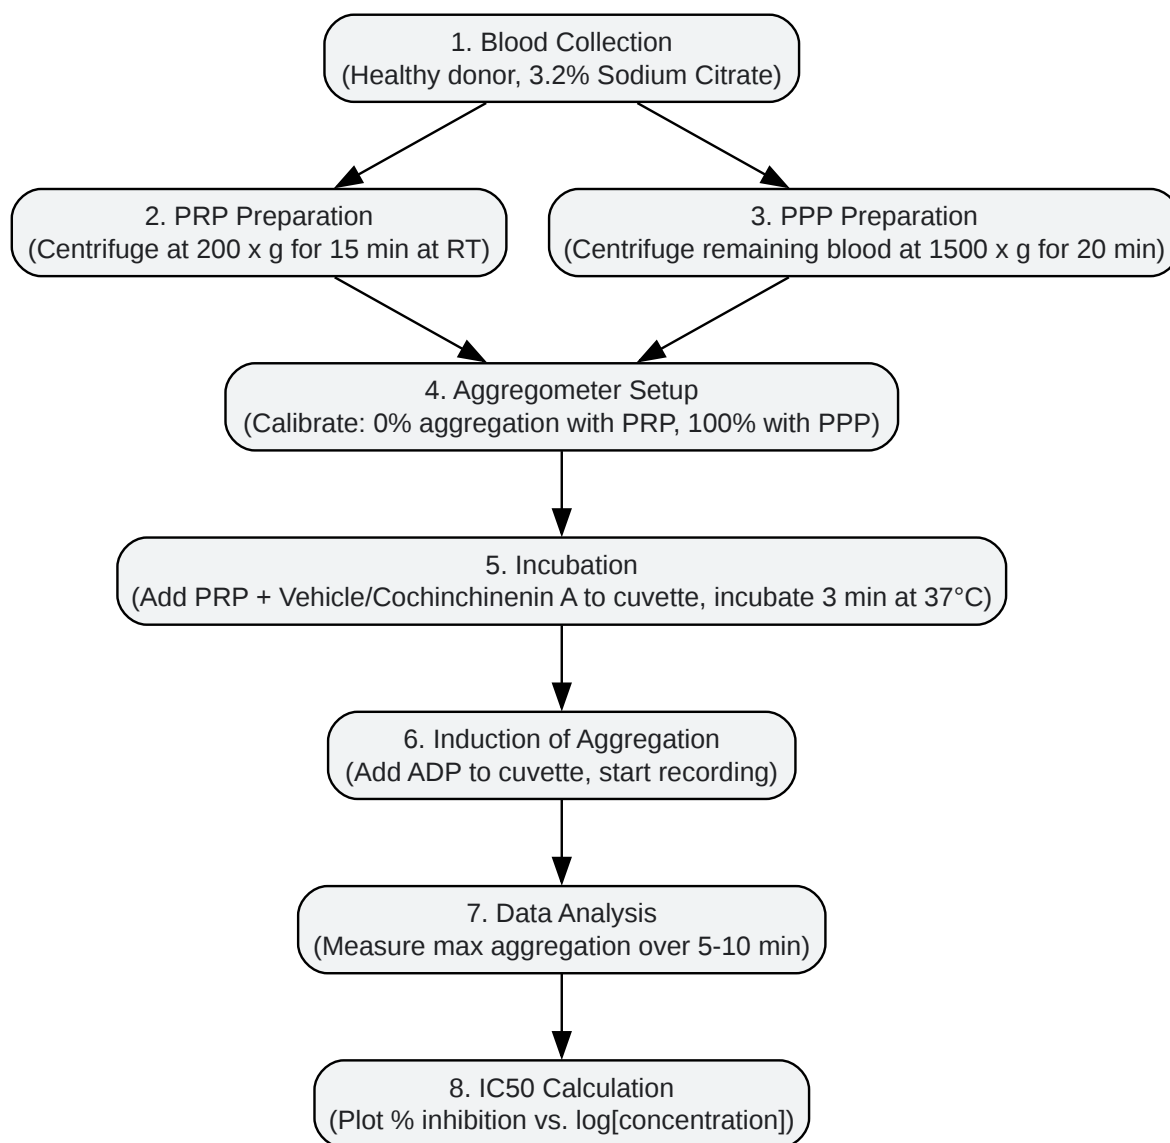 1. Blood Collection
(Healthy donor, 3.2% Sodium Citrate)
2. PRP Preparation
(Centrifuge at 200 x g for 15 min at RT)
3. PPP Preparation
(Centrifuge remaining blood at 1500 x g for 20 min)
4. Aggregometer Setup
(Calibrate: 0% aggregation with PRP, 100% with PPP)
5. Incubation
(Add PRP + Vehicle/Cochinchinenin A to cuvette, incubate 3 min at 37°C)
6. Induction of Aggregation
(Add ADP to cuvette, start recording)
7. Data Analysis
(Measure max aggregation over 5-10 min)
8. IC50 Calculation
(Plot % inhibition vs. log[concentration])